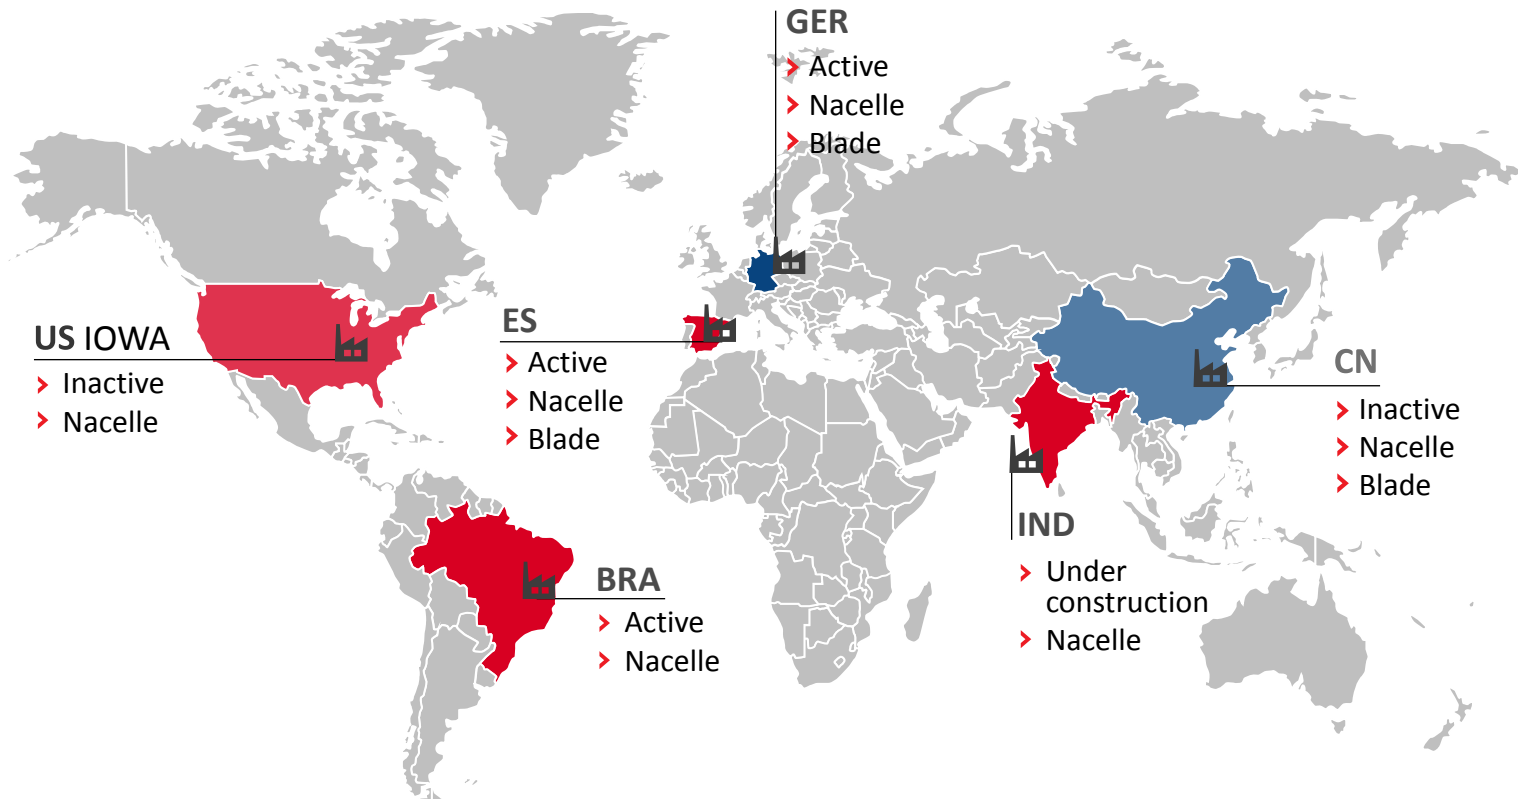 GER
Active
Nacelle
Blade
US IOWA
Inactive
Nacelle
ES
Active
Nacelle
Blade
CN
Inactive
Nacelle
Blade
IND
Under
construction
Nacelle
BRA
Active
Nacelle